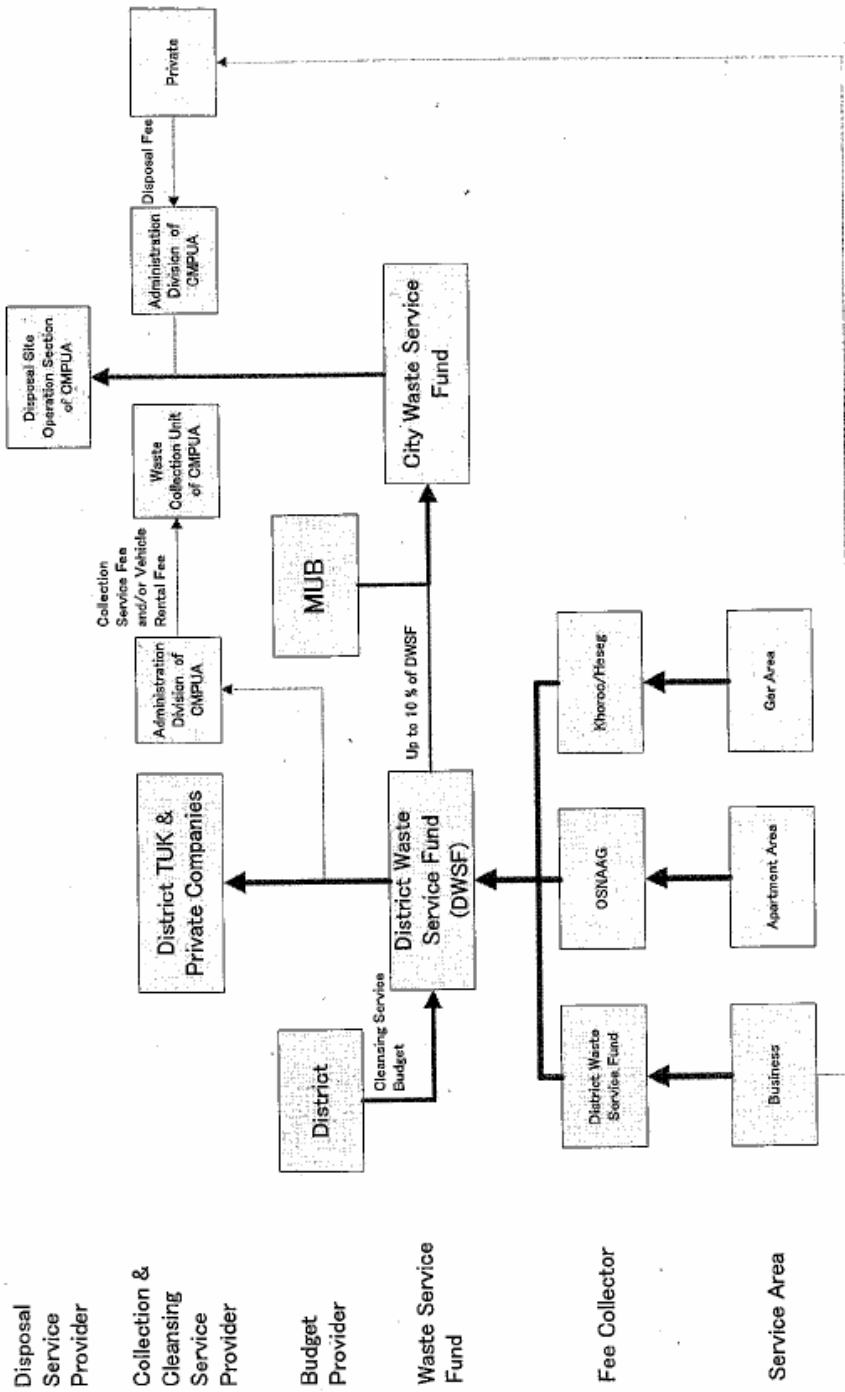 Disposal
Service
Provider
Disposal Site
Operation Section
of CMPUA
Collection &
Cleansing
Service
Provider
District TUK &
Private Companies
Administration
Division of
CMPUA
Collection
Service Fee
and/or Vehicle
Rental Fee
Waste
Collection Unit
of CMPUA
Administration
Division of
CMPUA
Disposal Fee
Private
Budget
Provider
District
Cleansing Service
Budget
MUB
Waste Service
Fund
District Waste
Service Fund
(DWSF)
Up to 10 % of DWSF
City Waste Service
Fund
Fee Collector
District Waste
Service Fund
OSNAAG
Khoroo/Heseg
Service Area
Business
Apartment Area
Ger Area